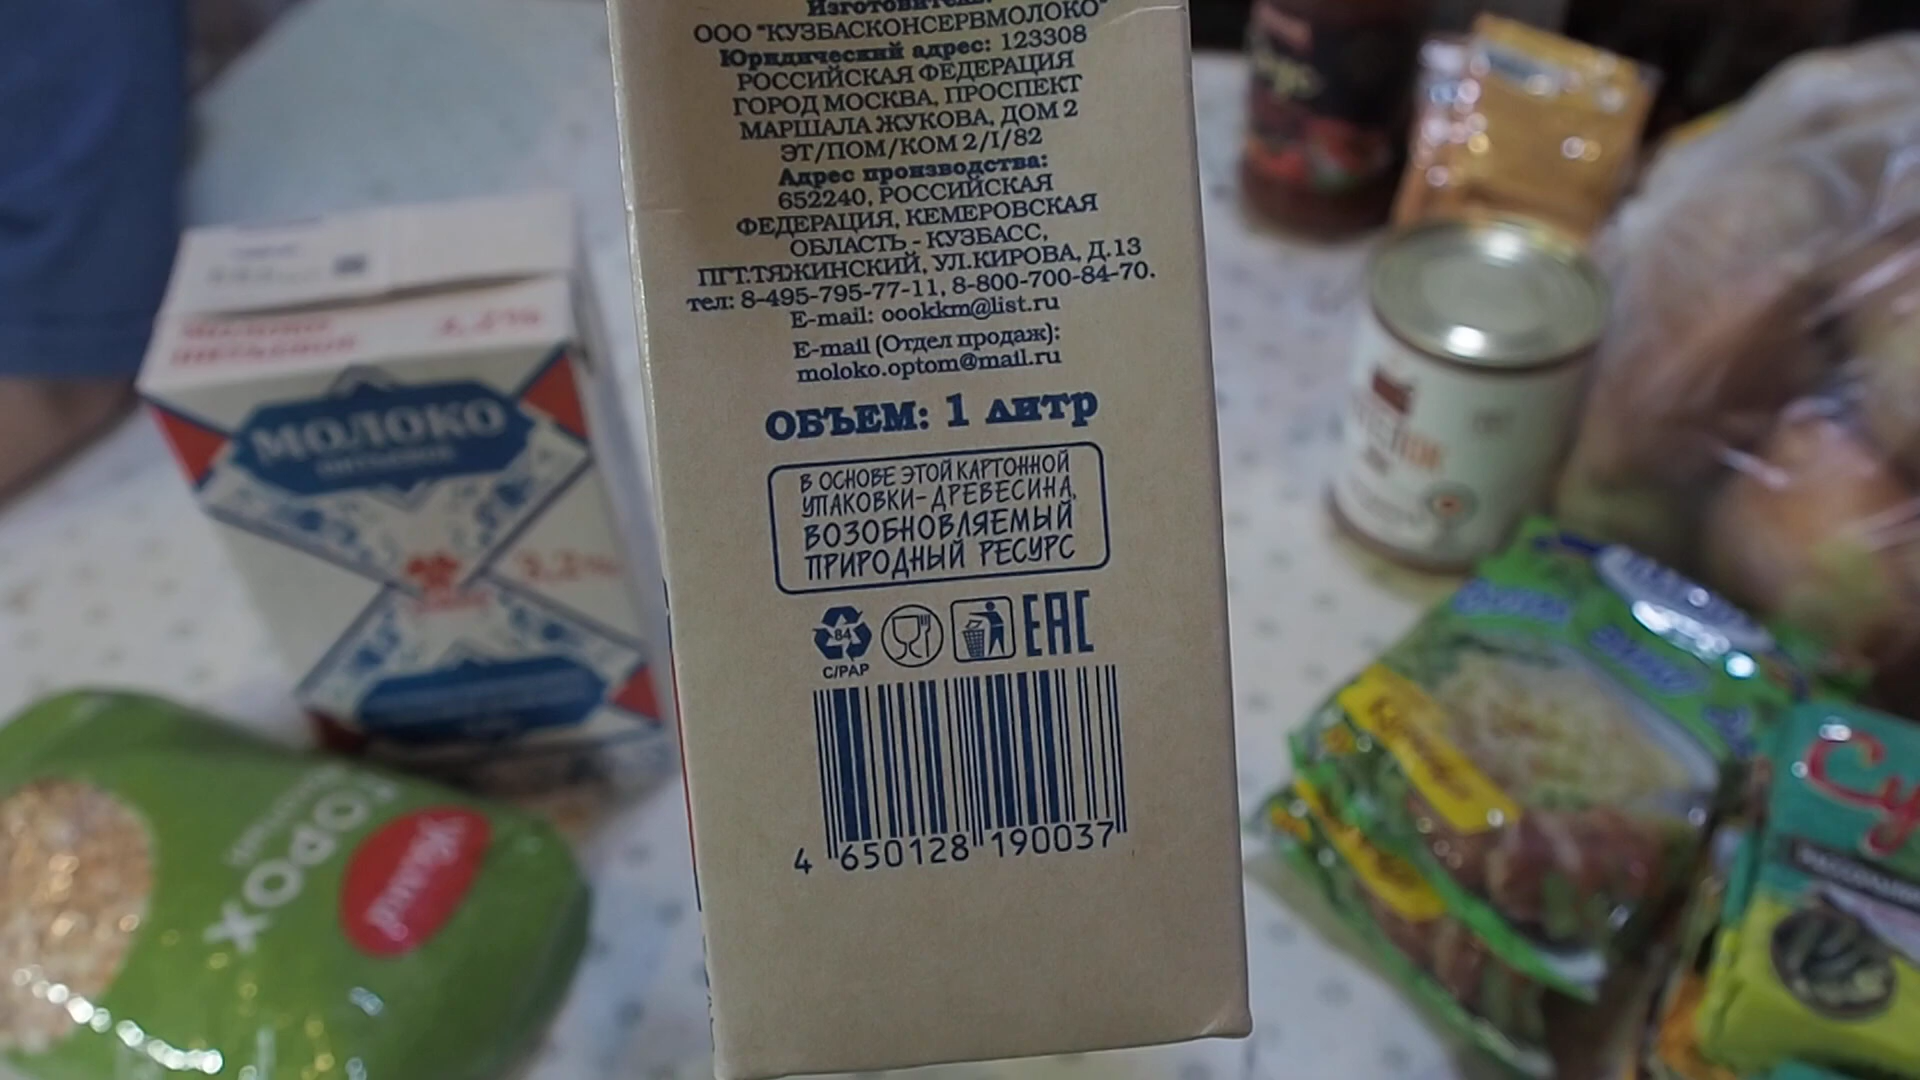 Изготовитель:
ООО "КУЗБАСКОНСЕРВМОЛОКО"
Юридический адрес: 123308
РОССИЙСКАЯ ФЕДЕРАЦИЯ
ГОРОД МОСКВА, ПРОСПЕКТ
МАРШАЛА ЖУКОВА, ДОМ 2
ЭТ/ПОМ/КОМ 2/I/82
Адрес производства:
652240, РОССИЙСКАЯ
ФЕДЕРАЦИЯ, КЕМЕРОВСКАЯ
ОБЛАСТЬ - КУЗБАСС,
ПГТ.ТЯЖИНСКИЙ, УЛ.КИРОВА, Д.13
тел: 8-495-795-77-11, 8-800-700-84-70.
E-mail: oookkm@list.ru
E-mail (Отдел продаж):
moloko.optom@mail.ru
ОБЪЕМ: 1 литр
В ОСНОВЕ ЭТОЙ КАРТОННОЙ
УПАКОВКИ-ДРЕВЕСИНА,
ВОЗОБНОВЛЯЕМЫЙ
ПРИРОДНЫЙ РЕСУРС
84
C/PAP
EAC
4 650128 190037
МОЛОКО
ПИТЬЕВОЕ
3,2%
ГОРОХ